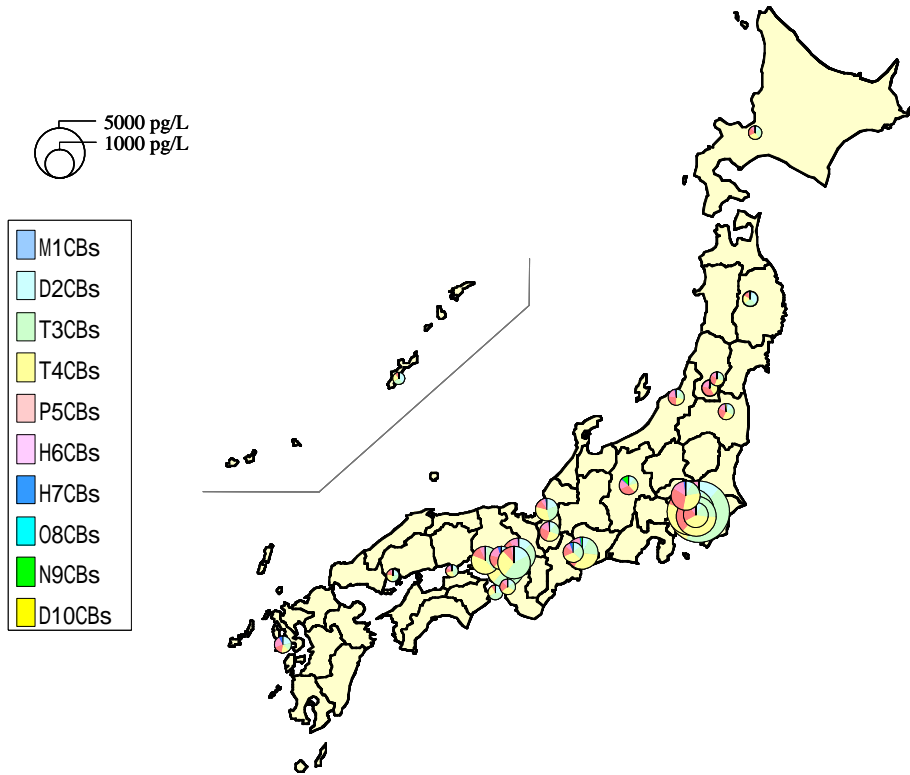 5000 pg/L
1000 pg/L
M1CBs
D2CBs
T3CBs
T4CBs
P5CBs
H6CBs
H7CBs
O8CBs
N9CBs
D10CBs